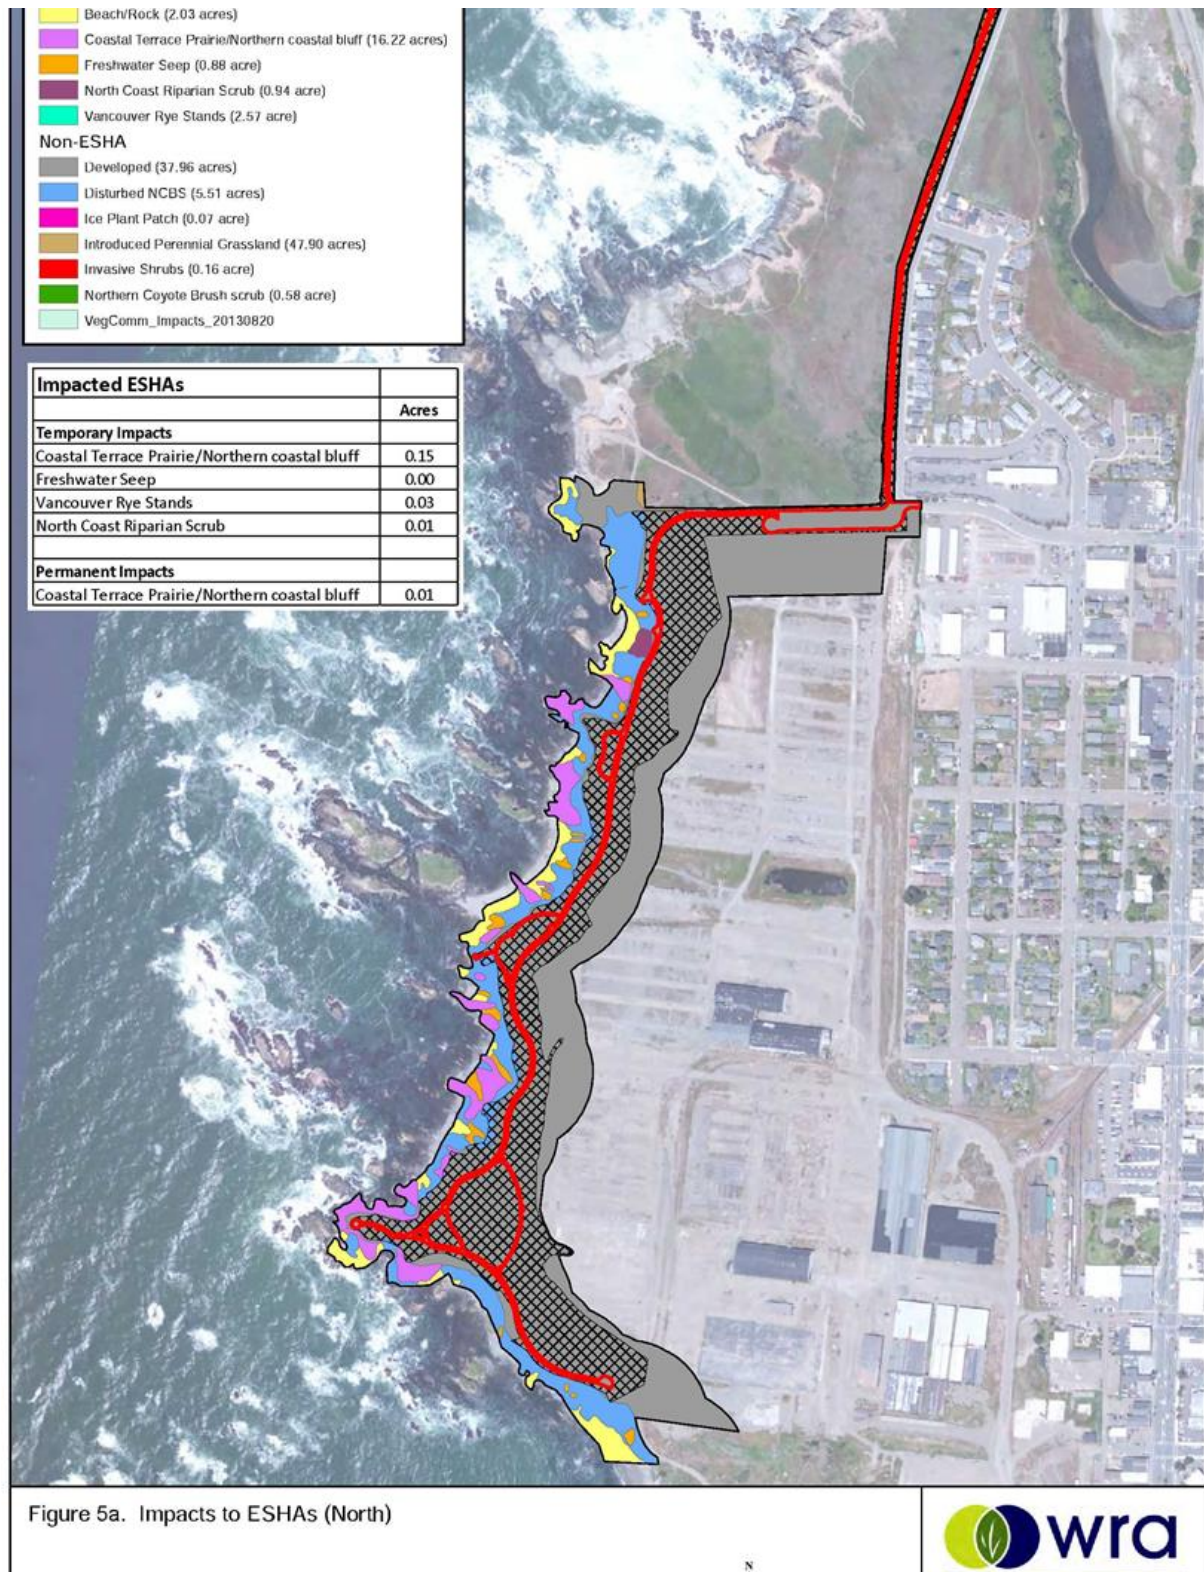 Beach/Rock (2.03 acres)
Coastal Terrace Prairie/Northern coastal bluff (16.22 acres)
Freshwater Seep (0.88 acre)
North Coast Riparian Scrub (0.94 acre)
Vancouver Rye Stands (2.57 acre)
Non-ESHA
Developed (37.96 acres)
Disturbed NCBS (5.51 acres)
Ice Plant Patch (0.07 acre)
Introduced Perennial Grassland (47.90 acres)
Invasive Shrubs (0.16 acre)
Northern Coyote Brush scrub (0.58 acre)
VegComm_Impacts_20130820
Impacted ESHAs
Acres
Temporary Impacts
Coastal Terrace Prairie/Northern coastal bluff 0.15
Freshwater Seep 0.00
Vancouver Rye Stands 0.03
North Coast Riparian Scrub 0.01
Permanent Impacts
Coastal Terrace Prairie/Northern coastal bluff 0.01
Figure 5a. Impacts to ESHAs (North)
wra
N